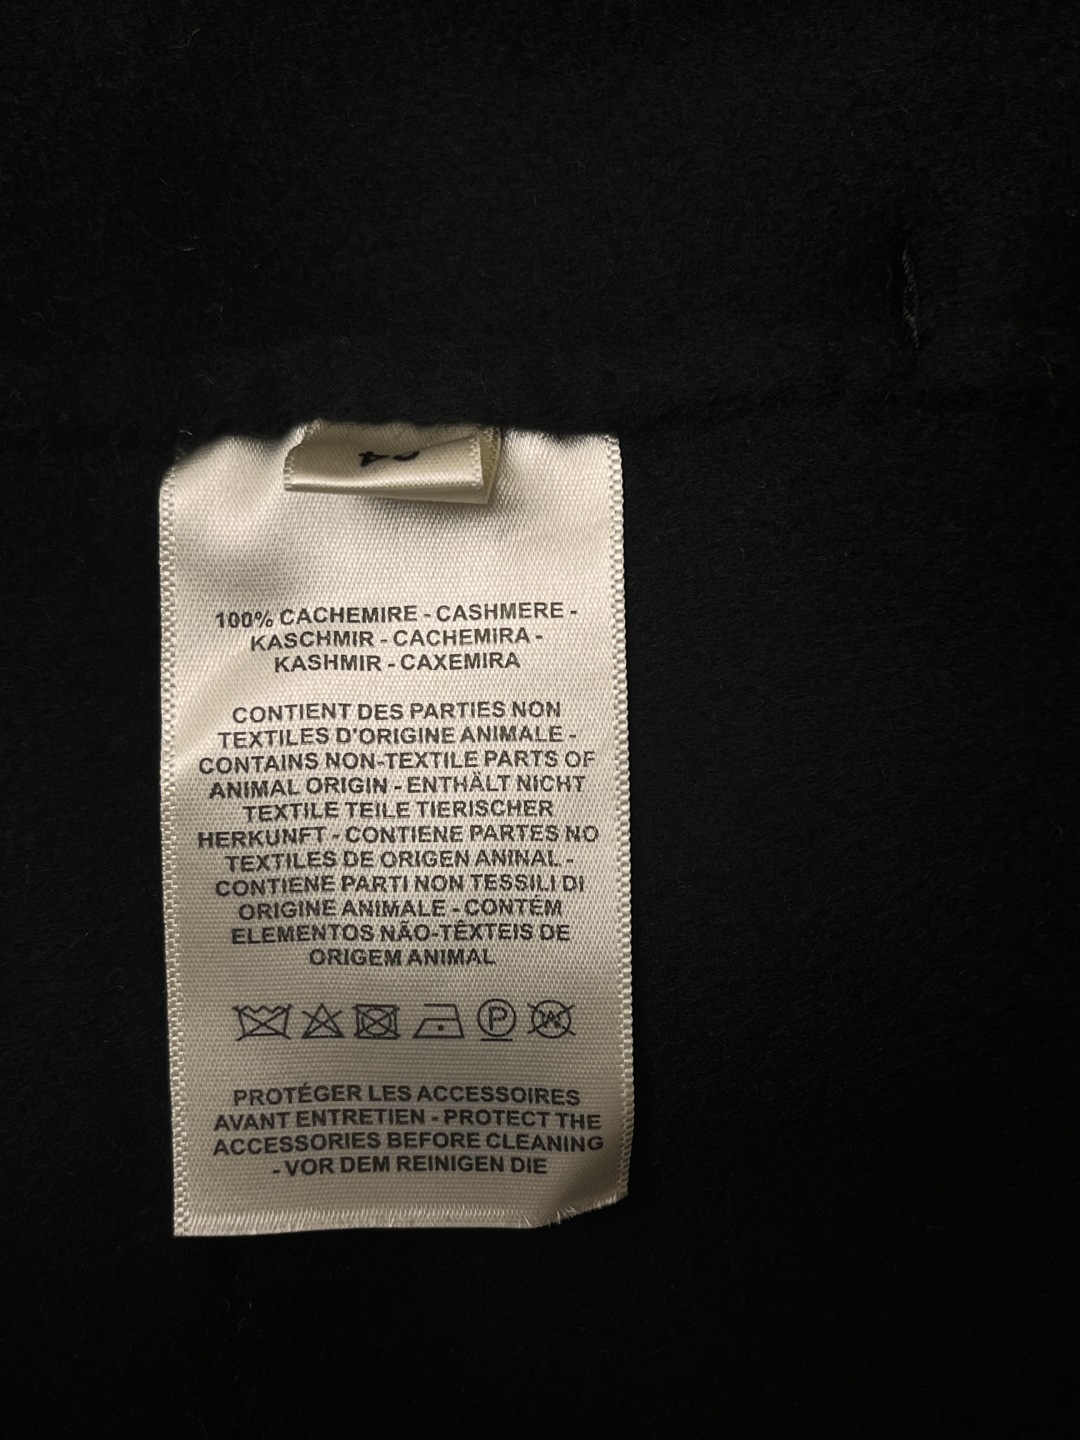 100% CACHEMIRE - CASHMERE -
KASCHMIR - CACHEMIRA -
KASHMIR - CAXEMIRA
CONTIENT DES PARTIES NON
TEXTILES D'ORIGINE ANIMALE -
CONTAINS NON-TEXTILE PARTS OF
ANIMAL ORIGIN - ENTHÄLT NICHT
TEXTILE TEILE TIERISCHER
HERKUNFT - CONTIENE PARTES NO
TEXTILES DE ORIGEN ANINAL -
CONTIENE PARTI NON TESSILI DI
ORIGINE ANIMALE - CONTÉM
ELEMENTOS NÃO-TÊXTEIS DE
ORIGEM ANIMAL
P W
PROTÉGER LES ACCESSOIRES
AVANT ENTRETIEN - PROTECT THE
ACCESSORIES BEFORE CLEANING
- VOR DEM REINIGEN DIE